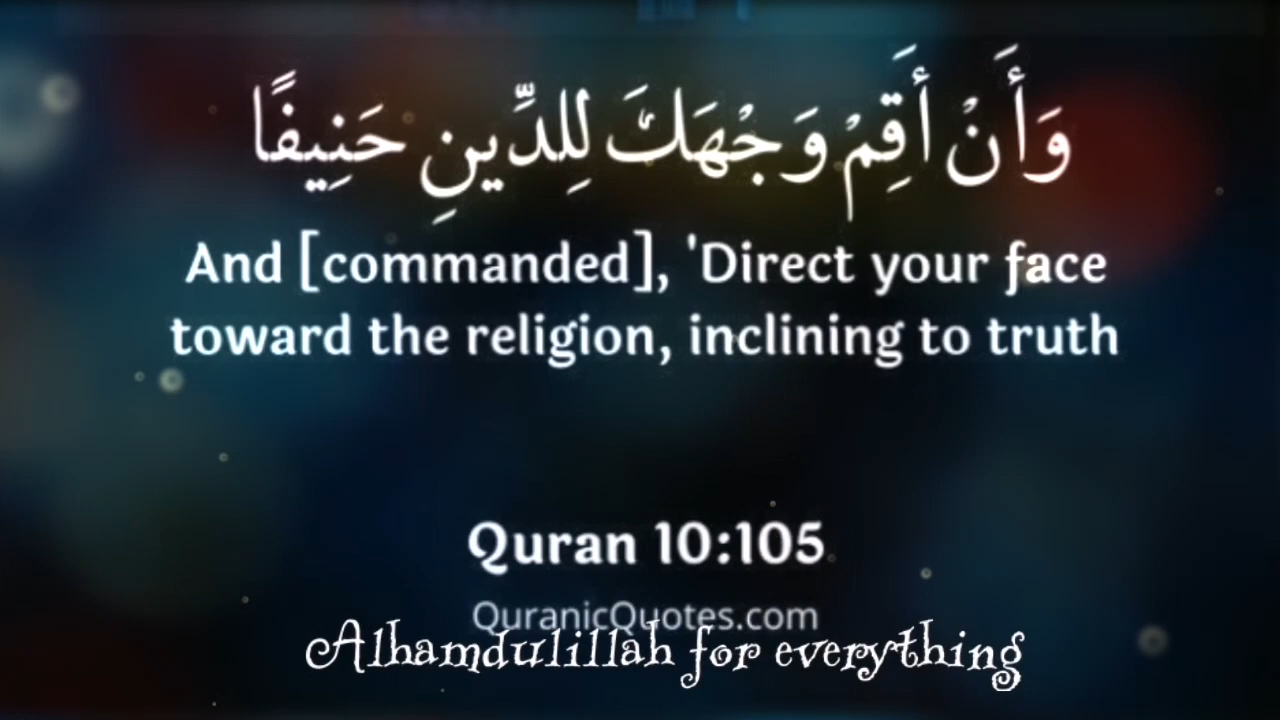 وَأَنْ أَقِمْ وَجْهَكَ لِلدِّينِ حَنِيفًا
And [commanded], 'Direct your face
toward the religion, inclining to truth
Quran 10:105
QuranicQuotes.com
Alhamdulillah for everything